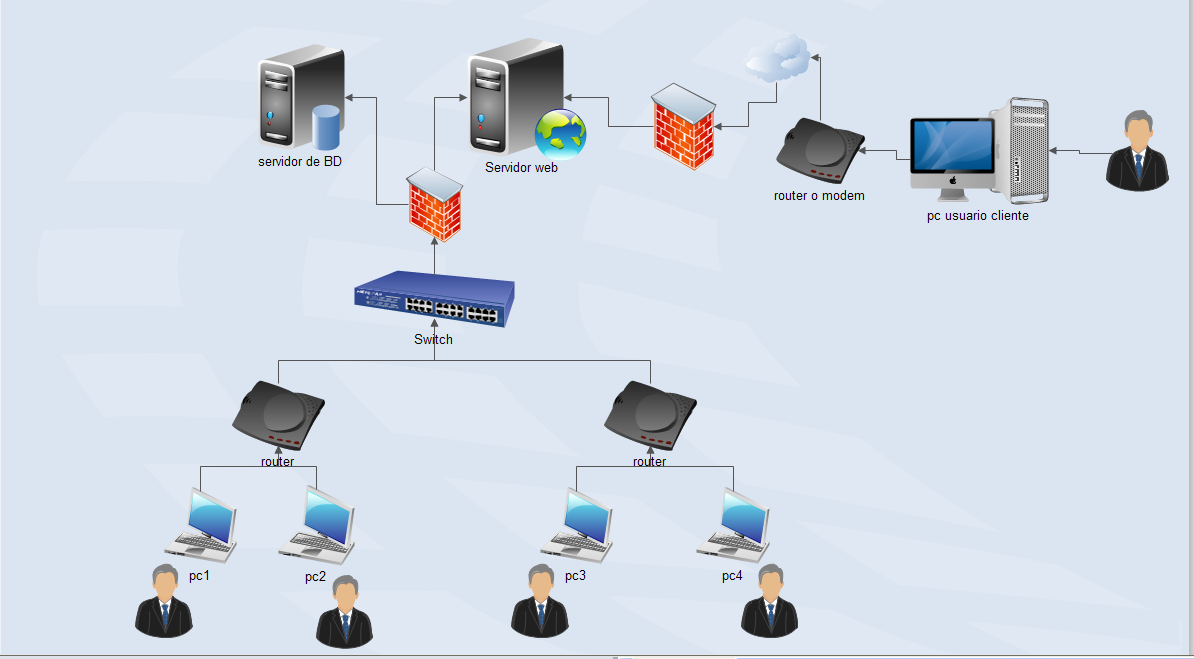 servidor de BD
Servidor web
router o modem
pc usuario cliente
Switch
router
router
pc1
pc2
pc3
pc4